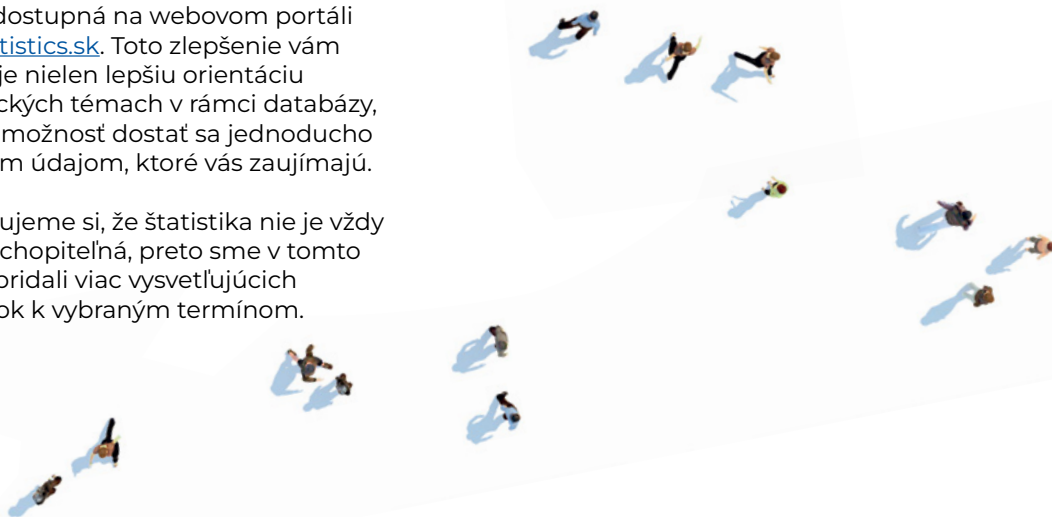 dostupná na webovom portáli
tistics.sk. Toto zlepšenie vám
je nielen lepšiu orientáciu
ckých témach v rámci databázy,
možnosť dostať sa jednoducho
m údajom, ktoré vás zaujímajú.
ujeme si, že štatistika nie je vždy
chopiteľná, preto sme v tomto
pridali viac vysvetľujúcich
ok k vybraným termínom.